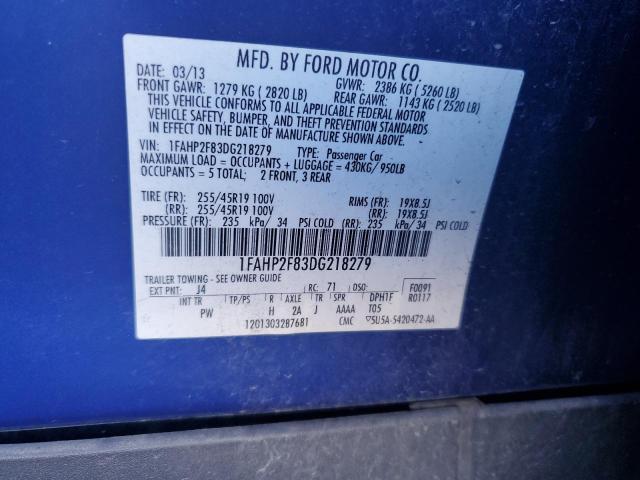 MFD. BY FORD MOTOR CO.
DATE: 03/13 GVWR: 2386 KG ( 5260 LB)
FRONT GAWR: 1279 KG ( 2820 LB) REAR GAWR: 1143 KG ( 2520 LB)
THIS VEHICLE CONFORMS TO ALL APPLICABLE FEDERAL MOTOR
VEHICLE SAFETY, BUMPER, AND THEFT PREVENTION STANDARDS
IN EFFECT ON THE DATE OF MANUFACTURE SHOWN ABOVE.
VIN: 1FAHP2F83DG218279 TYPE: Passenger Car
MAXIMUM LOAD = OCCUPANTS + LUGGAGE = 430KG/ 950LB
OCCUPANTS = 5 TOTAL; 2 FRONT, 3 REAR
TIRE (FR): 255/45R19 100V RIMS (FR): 19X8.5J
(RR): 255/45R19 100V (RR): 19X8.5J
PRESSURE (FR): 235 kPa/ 34 PSI COLD (RR): 235 kPa/ 34 PSI COLD
1FAHP2F83DG218279
TRAILER TOWING - SEE OWNER GUIDE
EXT PNT: J4 RC: 71 DSO: F0091
INT TR TP/PS R AXLE TR SPR DPH1F R0117
PW H 2A J AAAA T05
1201303287681 CMC ▽5U5A-5420472-AA